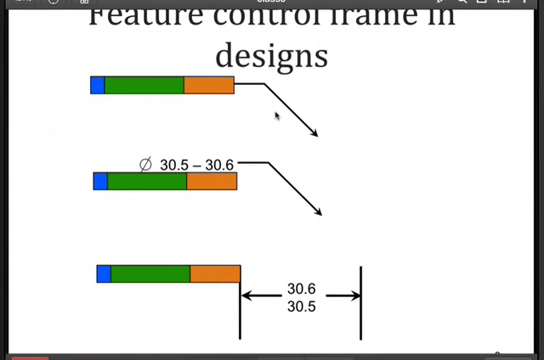 Feature control frame in
designs
∅ 30.5 – 30.6
30.6
30.5